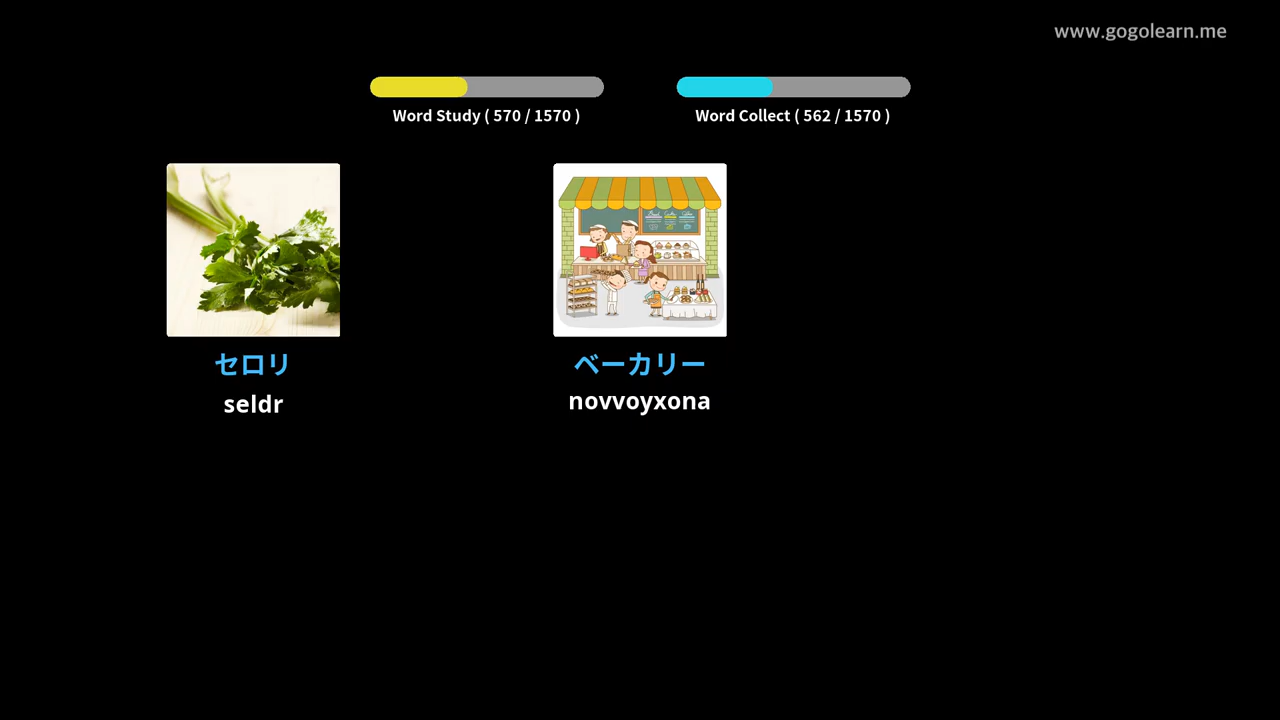 www.gogolearn.me
Word Study ( 570 / 1570 )
Word Collect ( 562 / 1570 )
セロリ
seldr
ベーカリー
novvoyxona